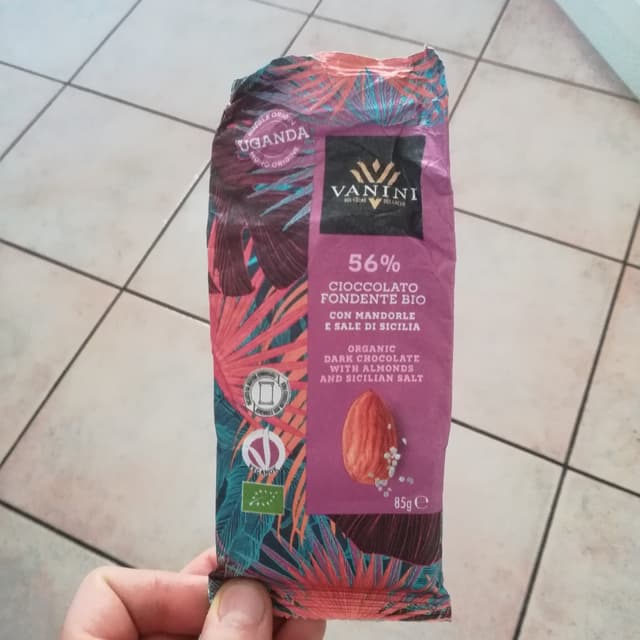 UGANDA
VANINI
56%
CIOCCOLATO
FONDENTE BIO
CON MANDORLE
E SALE DI SICILIA
ORGANIC
DARK CHOCOLATE
WITH ALMONDS
AND SICILIAN SALT
85g ℮